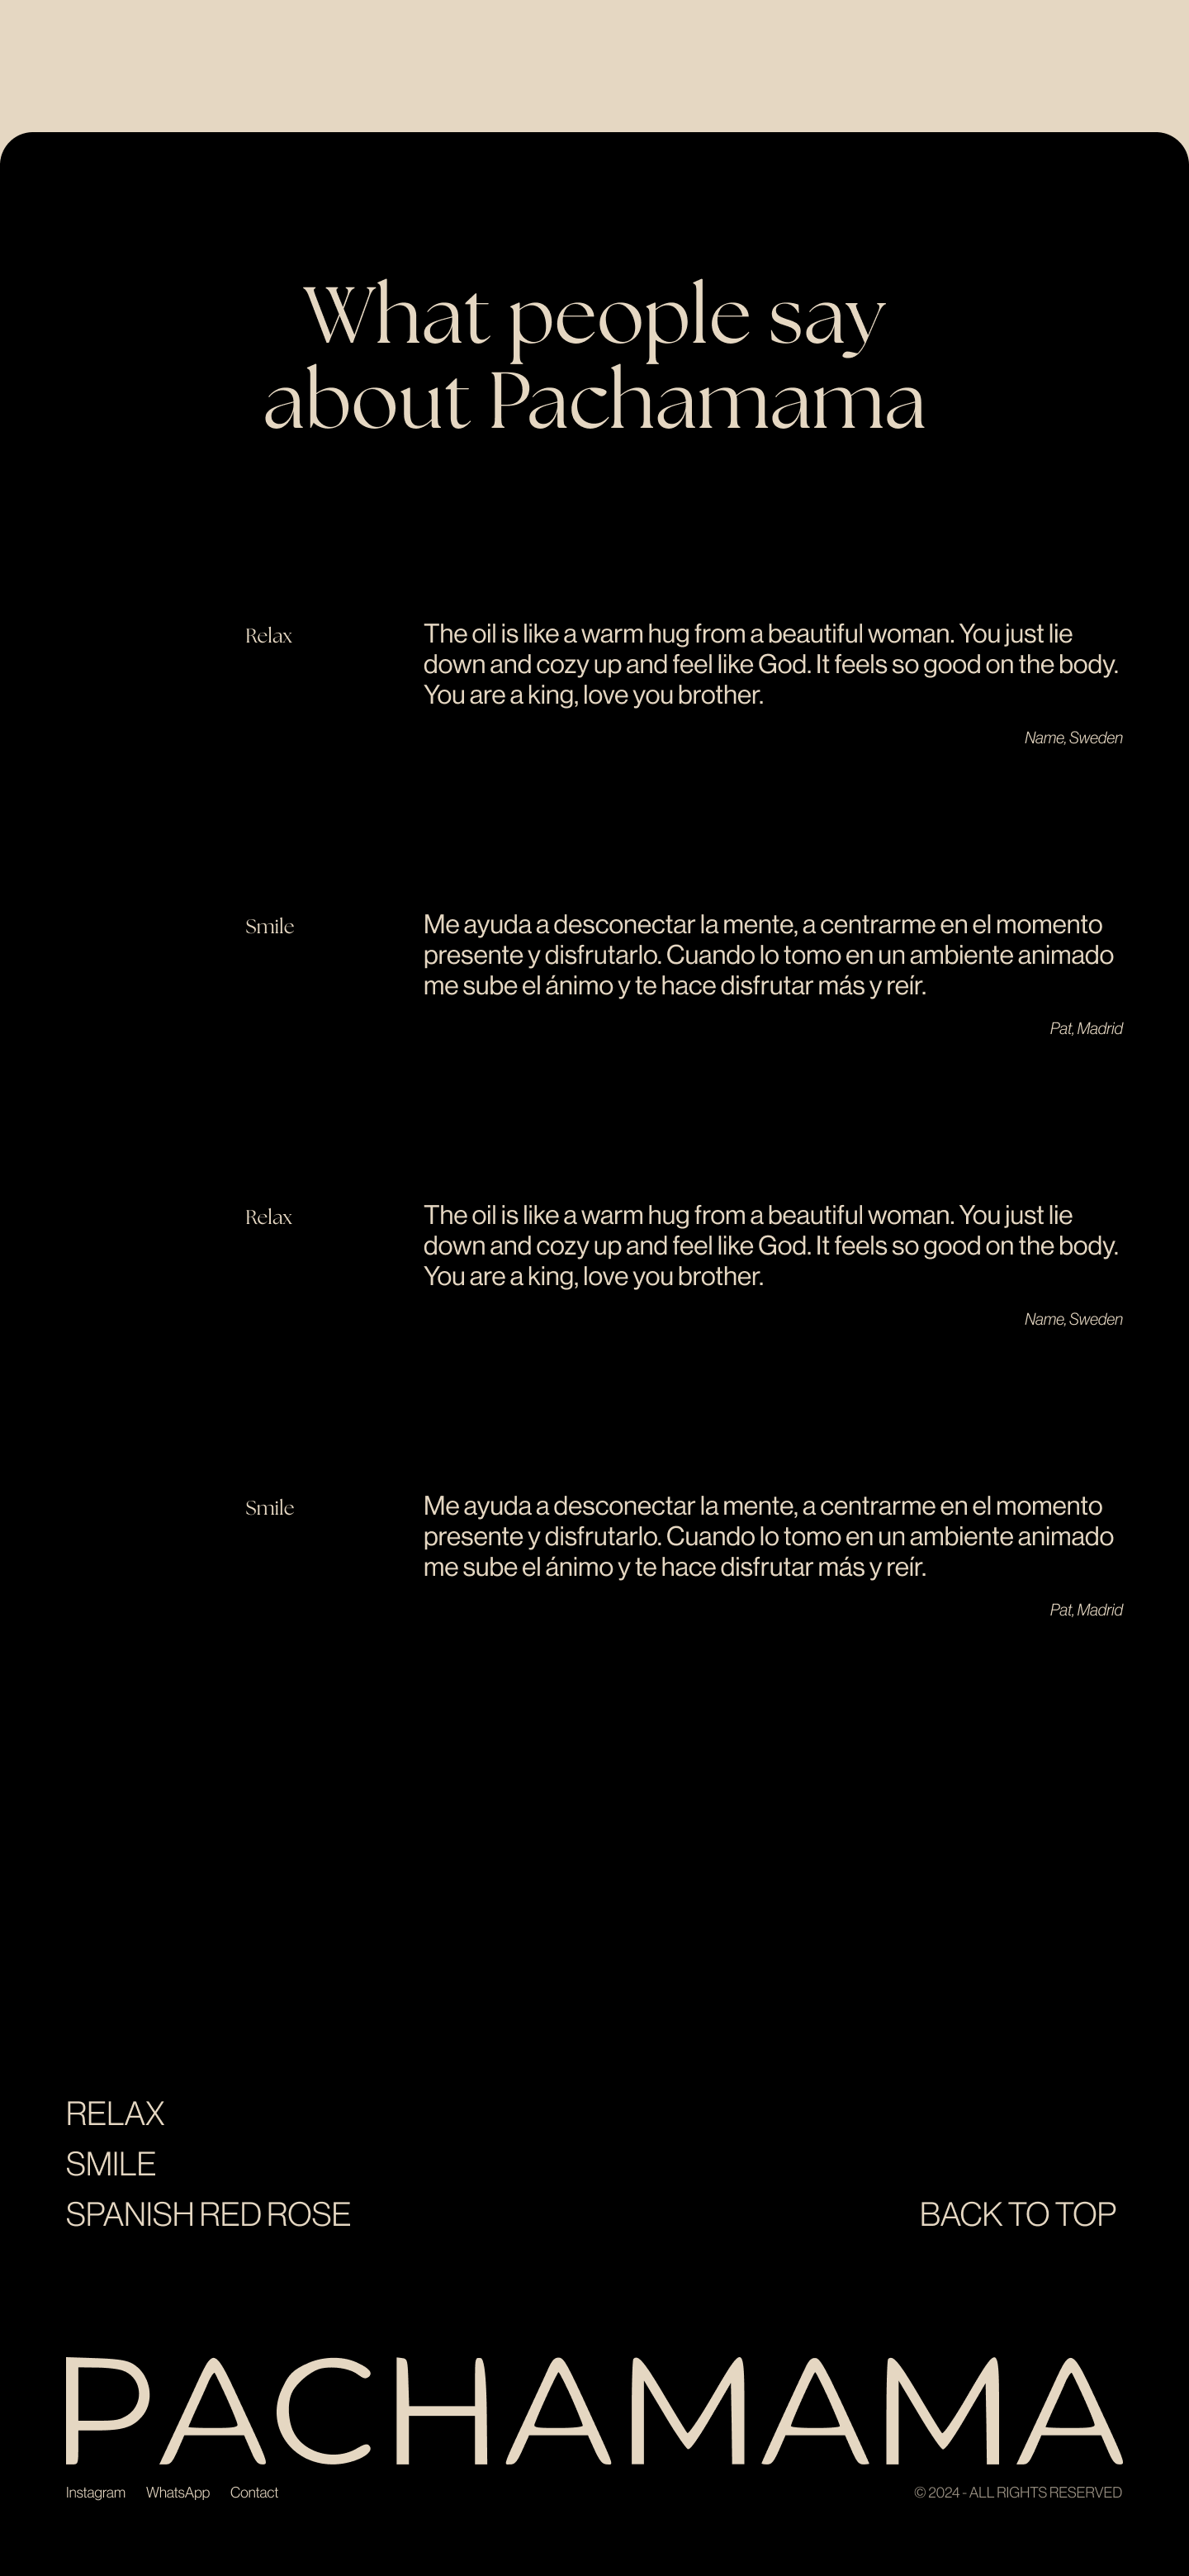 What people say
about Pachamama
Relax
The oil is like a warm hug from a beautiful woman. You just lie
down and cozy up and feel like God. It feels so good on the body.
You are a king, love you brother.
Name, Sweden
Smile
Me ayuda a desconectar la mente, a centrarme en el momento
presente y disfrutarlo. Cuando lo tomo en un ambiente animado
me sube el ánimo y te hace disfrutar más y reír.
Pat, Madrid
Relax
The oil is like a warm hug from a beautiful woman. You just lie
down and cozy up and feel like God. It feels so good on the body.
You are a king, love you brother.
Name, Sweden
Smile
Me ayuda a desconectar la mente, a centrarme en el momento
presente y disfrutarlo. Cuando lo tomo en un ambiente animado
me sube el ánimo y te hace disfrutar más y reír.
Pat, Madrid
RELAX
SMILE
SPANISH RED ROSE
BACK TO TOP
PACHAMAMA
Instagram WhatsApp Contact
© 2024 - ALL RIGHTS RESERVED